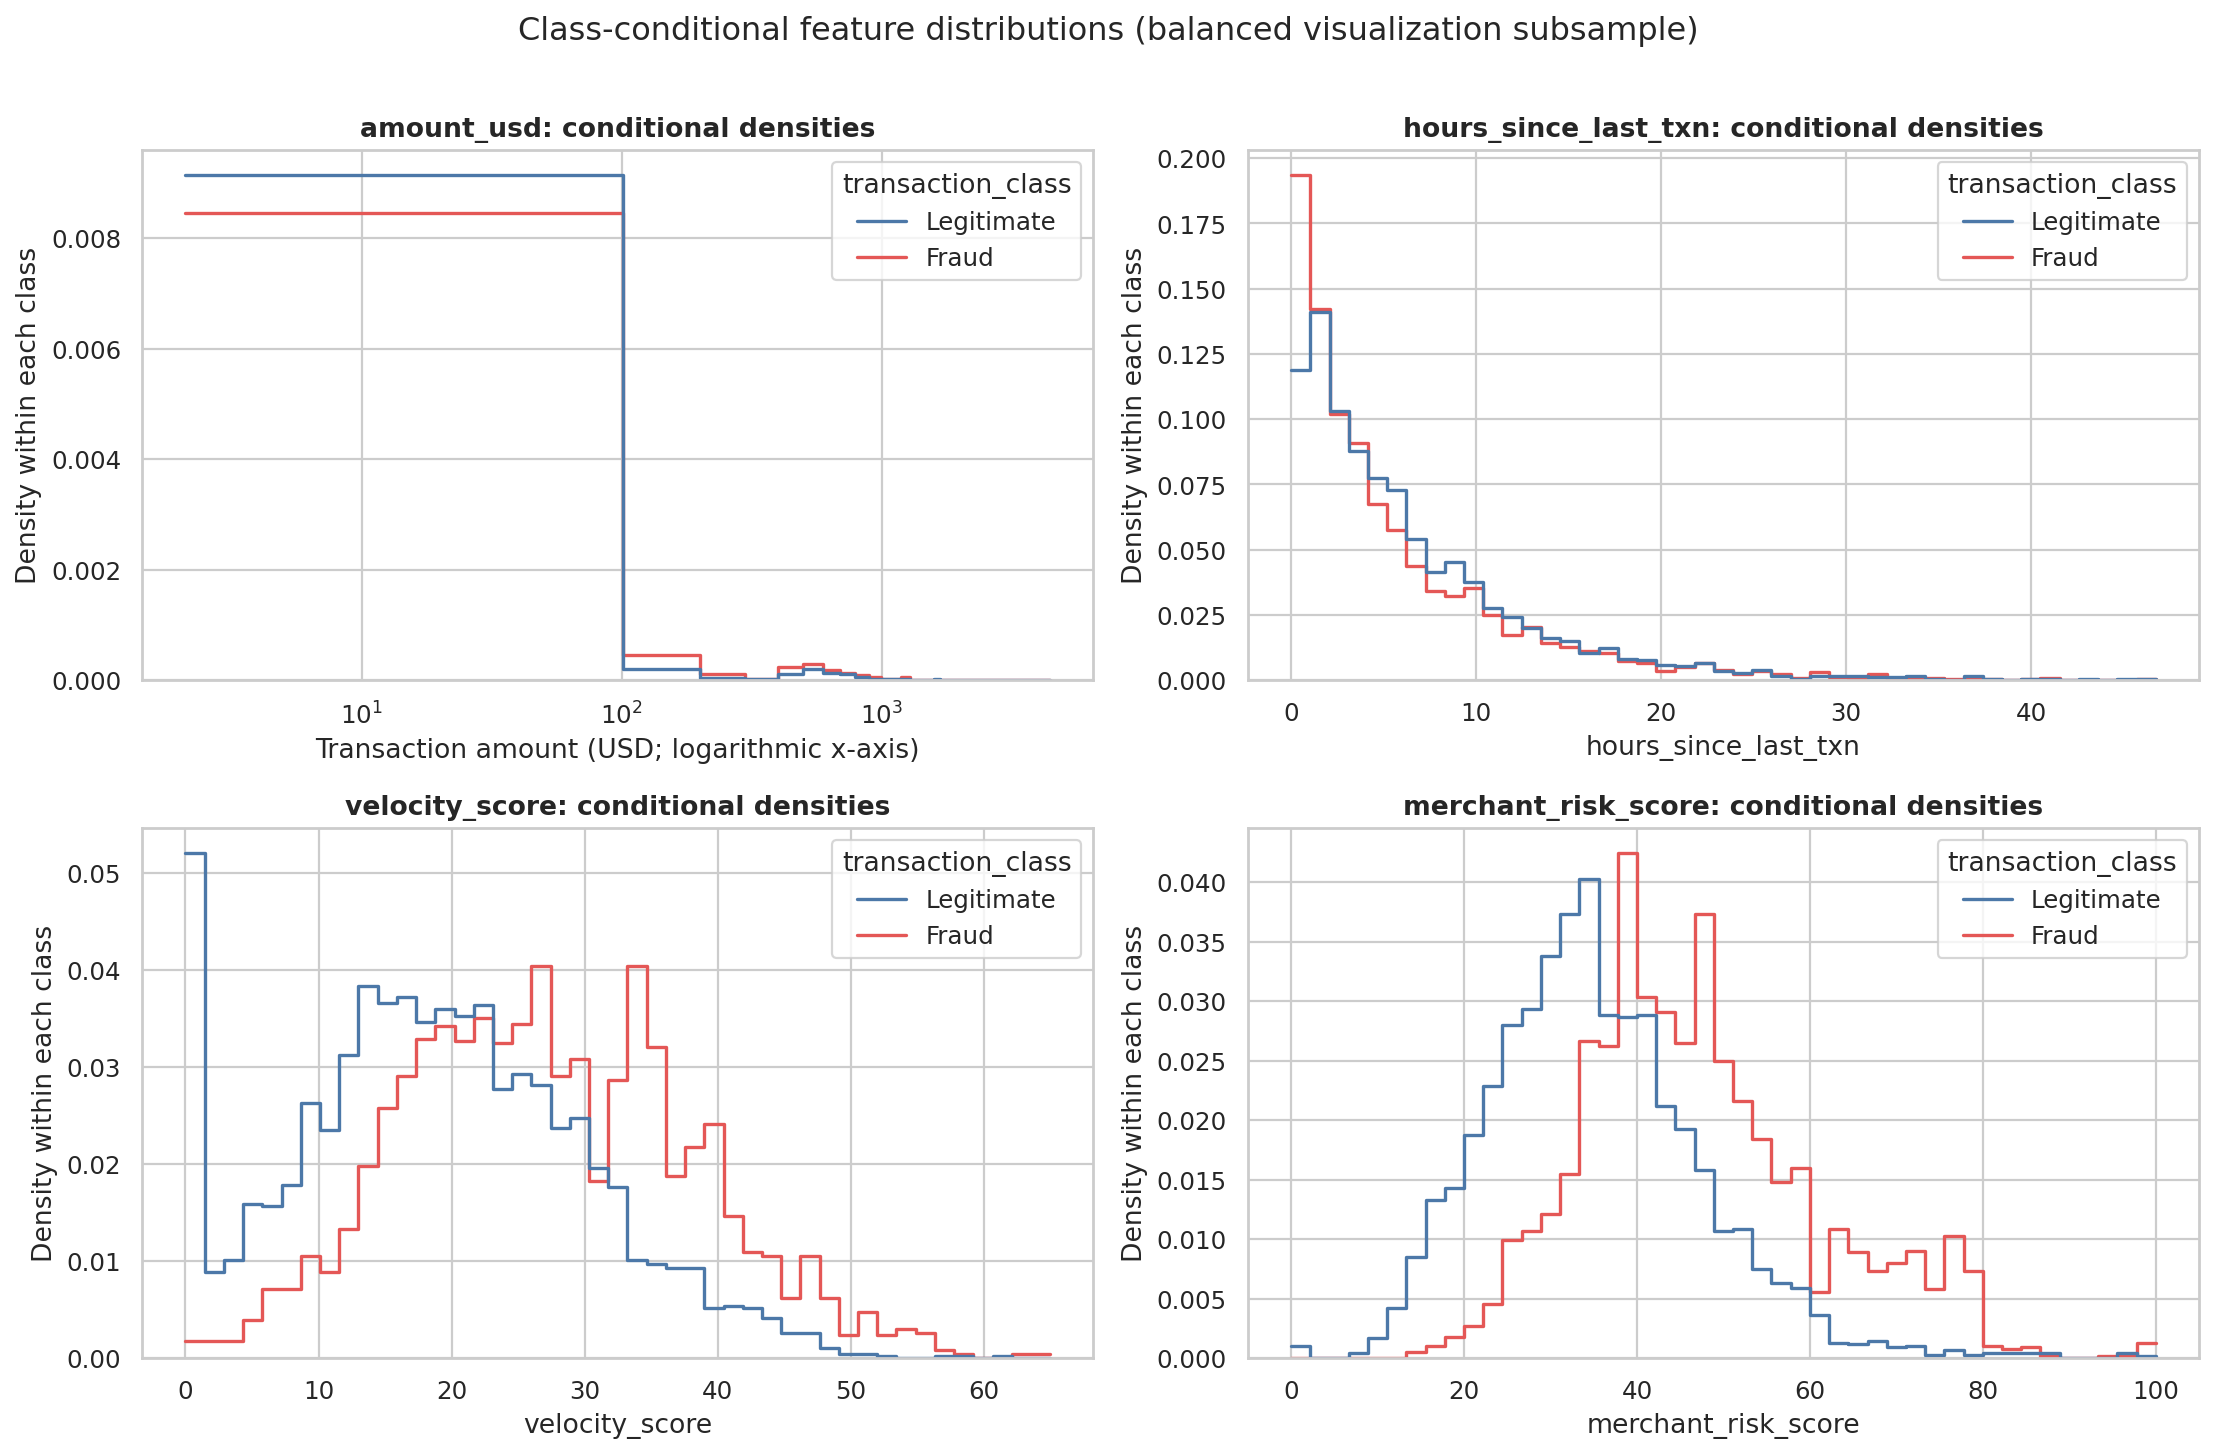 Class-conditional feature distributions (balanced visualization subsample)
amount_usd: conditional densities
Density within each class
0.008
0.006
0.004
0.002
0.000
10¹
10²
10³
Transaction amount (USD; logarithmic x-axis)
transaction_class
Legitimate
Fraud
hours_since_last_txn: conditional densities
Density within each class
0.200
0.175
0.150
0.125
0.100
0.075
0.050
0.025
0.000
0
10
20
30
40
hours_since_last_txn
transaction_class
Legitimate
Fraud
velocity_score: conditional densities
Density within each class
0.05
0.04
0.03
0.02
0.01
0.00
0
10
20
30
40
50
60
velocity_score
transaction_class
Legitimate
Fraud
merchant_risk_score: conditional densities
Density within each class
0.040
0.035
0.030
0.025
0.020
0.015
0.010
0.005
0.000
0
20
40
60
80
100
merchant_risk_score
transaction_class
Legitimate
Fraud